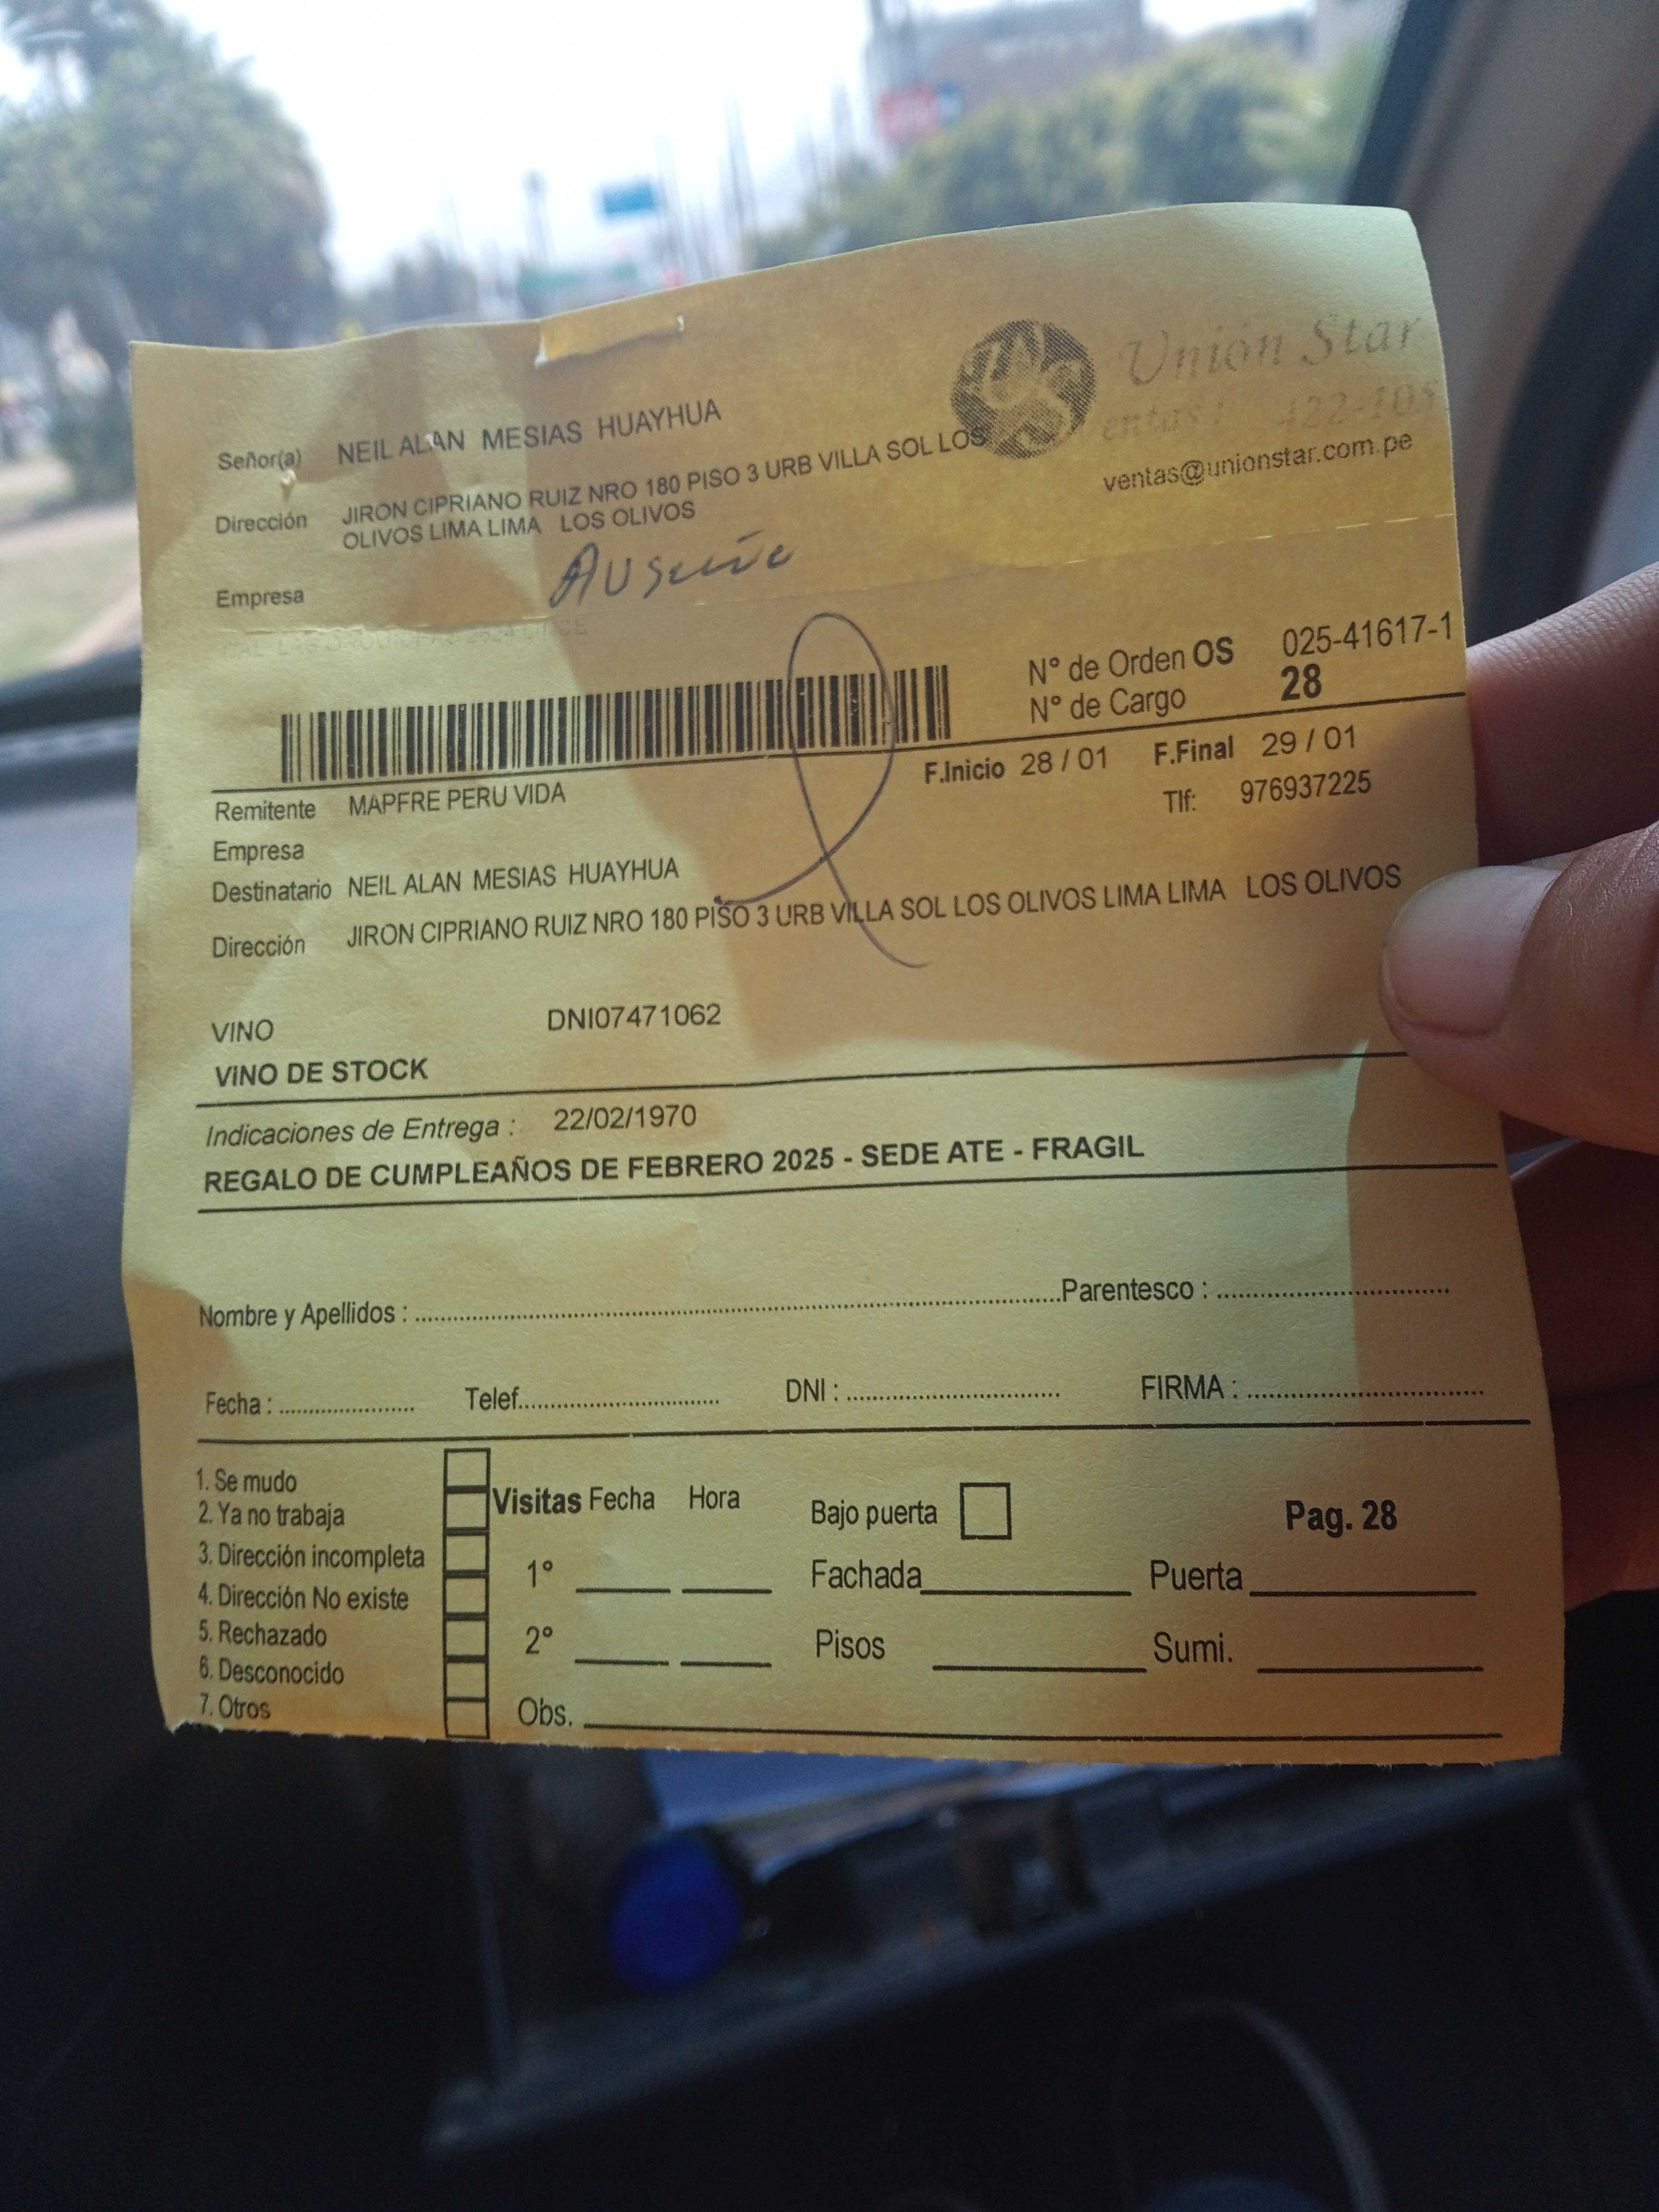 Unión Star
422-105
ventas@unionstar.com.pe
Señor(a) NEIL ALAN MESIAS HUAYHUA
Dirección JIRON CIPRIANO RUIZ NRO 180 PISO 3 URB VILLA SOL LOS
OLIVOS LIMA LIMA LOS OLIVOS
Empresa
N° de Orden OS 025-41617-1
N° de Cargo 28
F.Inicio 28 / 01 F.Final 29 / 01
Remitente MAPFRE PERU VIDA Tlf: 976937225
Empresa
Destinatario NEIL ALAN MESIAS HUAYHUA
Dirección JIRON CIPRIANO RUIZ NRO 180 PISO 3 URB VILLA SOL LOS OLIVOS LIMA LIMA LOS OLIVOS
VINO DNI07471062
VINO DE STOCK
Indicaciones de Entrega : 22/02/1970
REGALO DE CUMPLEAÑOS DE FEBRERO 2025 - SEDE ATE - FRAGIL
Nombre y Apellidos : Parentesco :
Fecha : Telef. DNI : FIRMA :
1. Se mudo
2. Ya no trabaja
3. Dirección incompleta
4. Dirección No existe
5. Rechazado
6. Desconocido
7. Otros
Visitas Fecha Hora
1°
2°
Obs.
Bajo puerta Pag. 28
Fachada Puerta
Pisos Sumi.